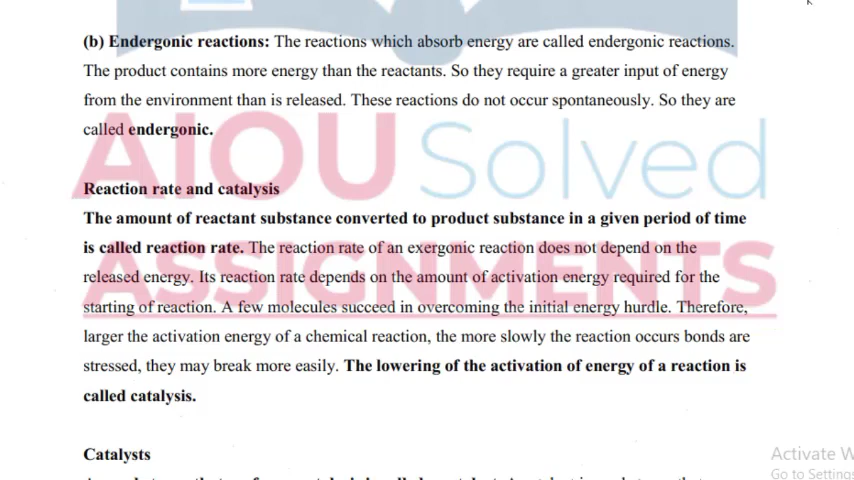 (b) Endergonic reactions: The reactions which absorb energy are called endergonic reactions.
The product contains more energy than the reactants. So they require a greater input of energy
from the environment than is released. These reactions do not occur spontaneously. So they are
called endergonic.
AIOU Solved
ASSIGNMENTS
Reaction rate and catalysis
The amount of reactant substance converted to product substance in a given period of time
is called reaction rate. The reaction rate of an exergonic reaction does not depend on the
released energy. Its reaction rate depends on the amount of activation energy required for the
starting of reaction. A few molecules succeed in overcoming the initial energy hurdle. Therefore,
larger the activation energy of a chemical reaction, the more slowly the reaction occurs bonds are
stressed, they may break more easily. The lowering of the activation of energy of a reaction is
called catalysis.
Catalysts
Activate W
Go to Settings